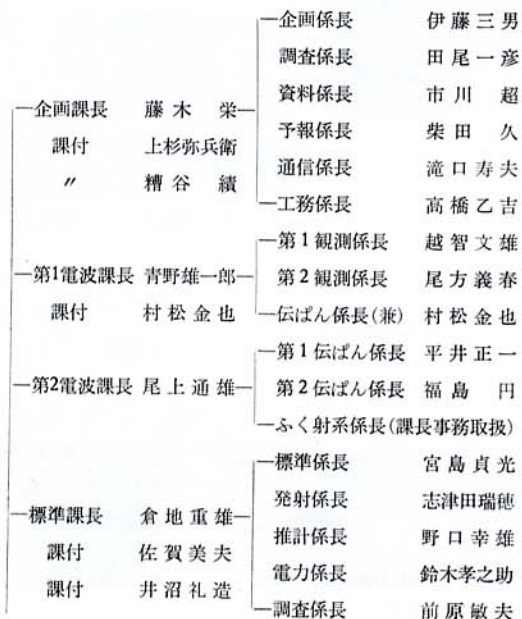 企画係長 伊藤三男
調査係長 田尾一彦
資料係長 市川 超
企画課長 藤木 栄
予報係長 柴田 久
課付 上杉弥兵衛
通信係長 滝口寿夫
〃 糟谷 績
工務係長 高橋乙吉
第1観測係長 越智文雄
第1電波課長 青野雄一郎
第2観測係長 尾方義春
課付 村松金也
伝ぱん係長(兼) 村松金也
第1伝ぱん係長 平井正一
第2電波課長 尾上通雄
第2伝ぱん係長 福島 円
ふく射系係長(課長事務取扱)
標準係長 宮島貞光
標準課長 倉地重雄
発射係長 志津田瑞穂
課付 佐賀美夫
推計係長 野口幸雄
課付 井沼礼造
電力係長 鈴木孝之助
調査係長 前原敏夫